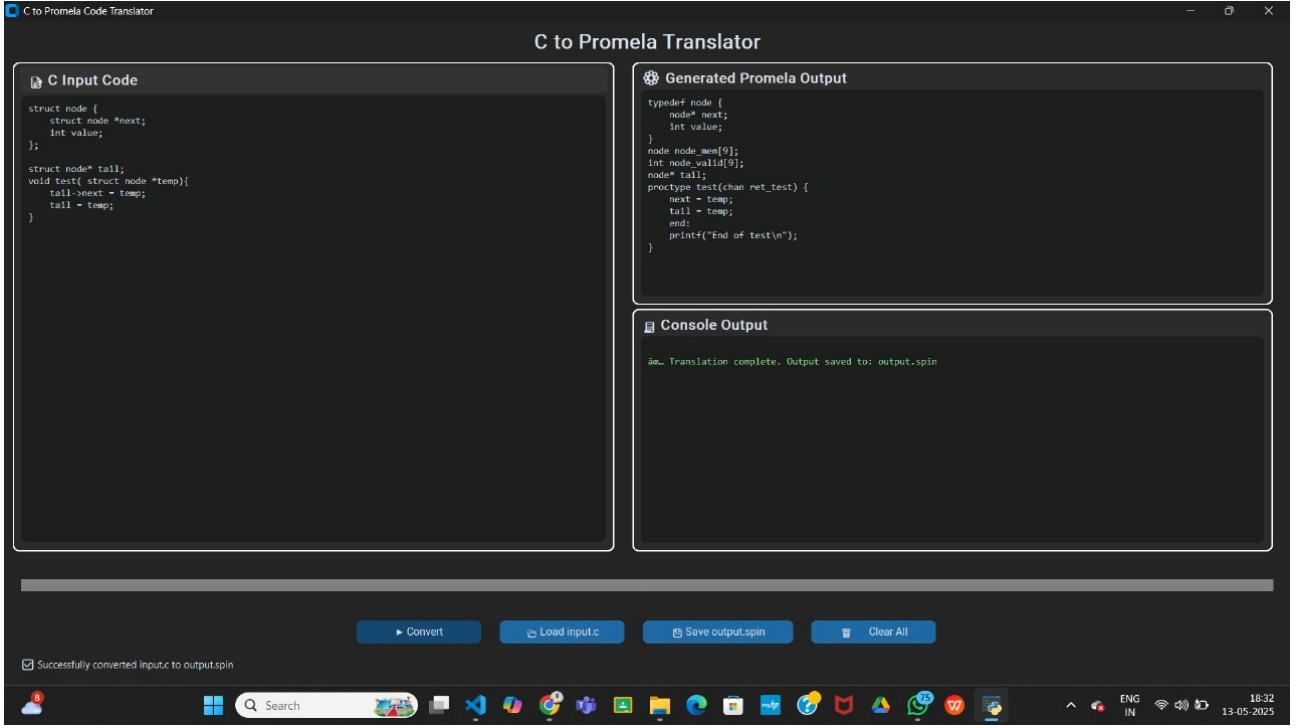 C to Promela Code Translator
C to Promela Translator
C Input Code
struct node {
    struct node *next;
    int value;
};
struct node* tail;
void test( struct node *temp){
    tail->next = temp;
    tail = temp;
}
Generated Promela Output
typedef node {
    node* next;
    int value;
}
node node_mem[9];
int node_valid[9];
node* tail;
proctype test(chan ret_test) {
    next = temp;
    tail = temp;
    end:
    printf("End of test\n");
}
Console Output
âœ… Translation complete. Output saved to: output.spin
Convert
Load input.c
Save output.spin
Clear All
Successfully converted input.c to output.spin
8
Search
75
ENG
IN
18:32
13-05-2025